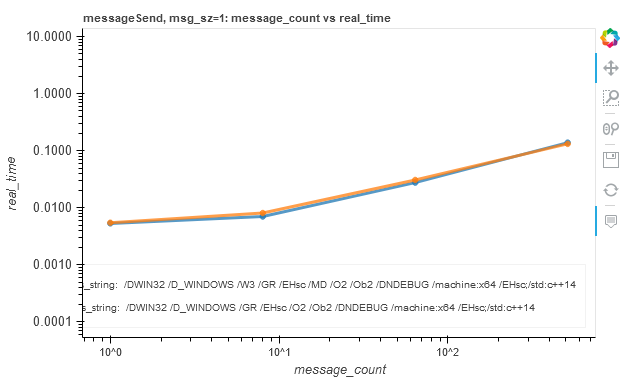 messageSend, msg_sz=1: message_count vs real_time
10.0000
1.0000
0.1000
0.0100
0.0010
0.0001
real_time
_string: /DWIN32 /D_WINDOWS /W3 /GR /EHsc /MD /O2 /Ob2 /DNDEBUG /machine:x64 /EHsc;/std:c++14
s_string: /DWIN32 /D_WINDOWS /GR /EHsc /O2 /Ob2 /DNDEBUG /machine:x64 /EHsc;/std:c++14
10^0 10^1 10^2
message_count